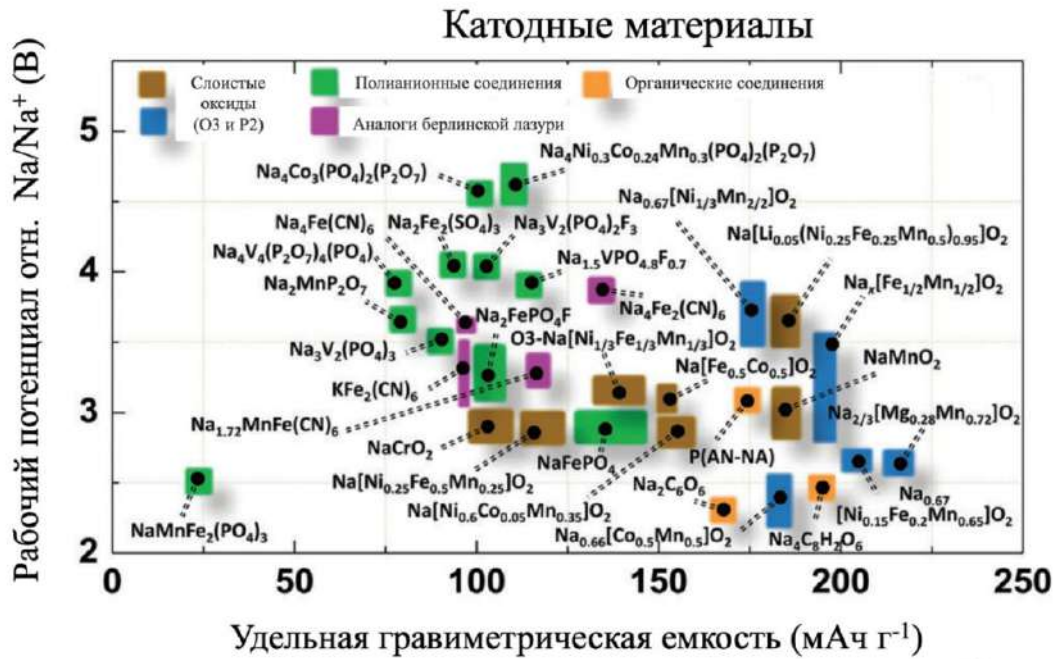 Катодные материалы
Рабочий потенциал отн. Na/Na⁺ (В)
Слоистые
оксиды
(О3 и Р2)
Полианионные соединения
Аналоги берлинской лазури
Органические соединения
5
4
3
2
Na₄Co₃(PO₄)₂(P₂O₇)
Na₄Ni₀.₃Co₀.₂₄Mn₀.₃(PO₄)₂(P₂O₇)
Na₀.₆₇[Ni₁/₃Mn₂/₂]O₂
Na₄Fe(CN)₆
Na₂Fe₂(SO₄)₃
Na₃V₂(PO₄)₂F₃
Na[Li₀.₀₅(Ni₀.₂₅Fe₀.₂₅Mn₀.₅)₀.₉₅]O₂
Na₄V₄(P₂O₇)₄(PO₄)
Na₁.₅VPO₄.₈F₀.₇
Naₓ[Fe₁/₂Mn₁/₂]O₂
Na₂MnP₂O₇
Na₂FePO₄F
Na₄Fe₂(CN)₆
O3-Na[Ni₁/₃Fe₁/₃Mn₁/₃]O₂
Na₃V₂(PO₄)₃
Na[Fe₀.₅Co₀.₅]O₂
NaMnO₂
KFe₂(CN)₆
Na₁.₇₂MnFe(CN)₆
Na₂/₃[Mg₀.₂₈Mn₀.₇₂]O₂
NaCrO₂
NaFePO₄
P(AN-NA)
Na[Ni₀.₂₅Fe₀.₅Mn₀.₂₅]O₂
Na₂C₆O₆
Na₀.₆₇
[Ni₀.₁₅Fe₀.₂Mn₀.₆₅]O₂
Na[Ni₀.₆Co₀.₀₅Mn₀.₃₅]O₂
NaMnFe₂(PO₄)₃
Na₀.₆₆[Co₀.₅Mn₀.₅]O₂
Na₄C₈H₂O₆
0 50 100 150 200 250
Удельная гравиметрическая емкость (мАч г⁻¹)